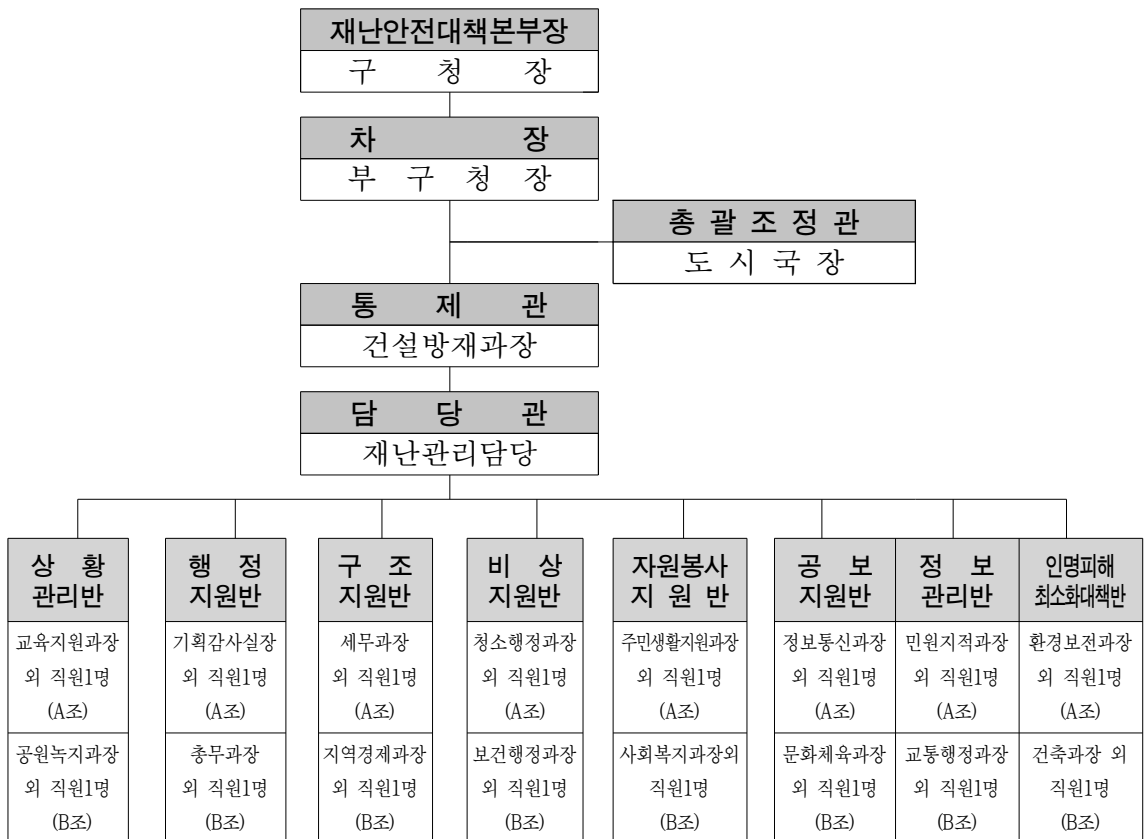 재난안전대책본부장
구 청 장
차 장
부 구 청 장
총 괄 조 정 관
도 시 국 장
통 제 관
건설방재과장
담 당 관
재난관리담당
상 황
관리반
교육지원과장
외 직원1명
(A조)
공원녹지과장
외 직원1명
(B조)
행 정
지원반
기획감사실장
외 직원1명
(A조)
총무과장
외 직원1명
(B조)
구 조
지원반
세무과장
외 직원1명
(A조)
지역경제과장
외 직원1명
(B조)
비 상
지원반
청소행정과장
외 직원1명
(A조)
보건행정과장
외 직원1명
(B조)
자원봉사
지 원 반
주민생활지원과장
외 직원1명
(A조)
사회복지과장외
직원1명
(B조)
공 보
지원반
정보통신과장
외 직원1명
(A조)
문화체육과장
외 직원1명
(B조)
정 보
관리반
민원지적과장
외 직원1명
(A조)
교통행정과장
외 직원1명
(B조)
인명피해
최소화대책반
환경보전과장
외 직원1명
(A조)
건축과장 외
직원1명
(B조)